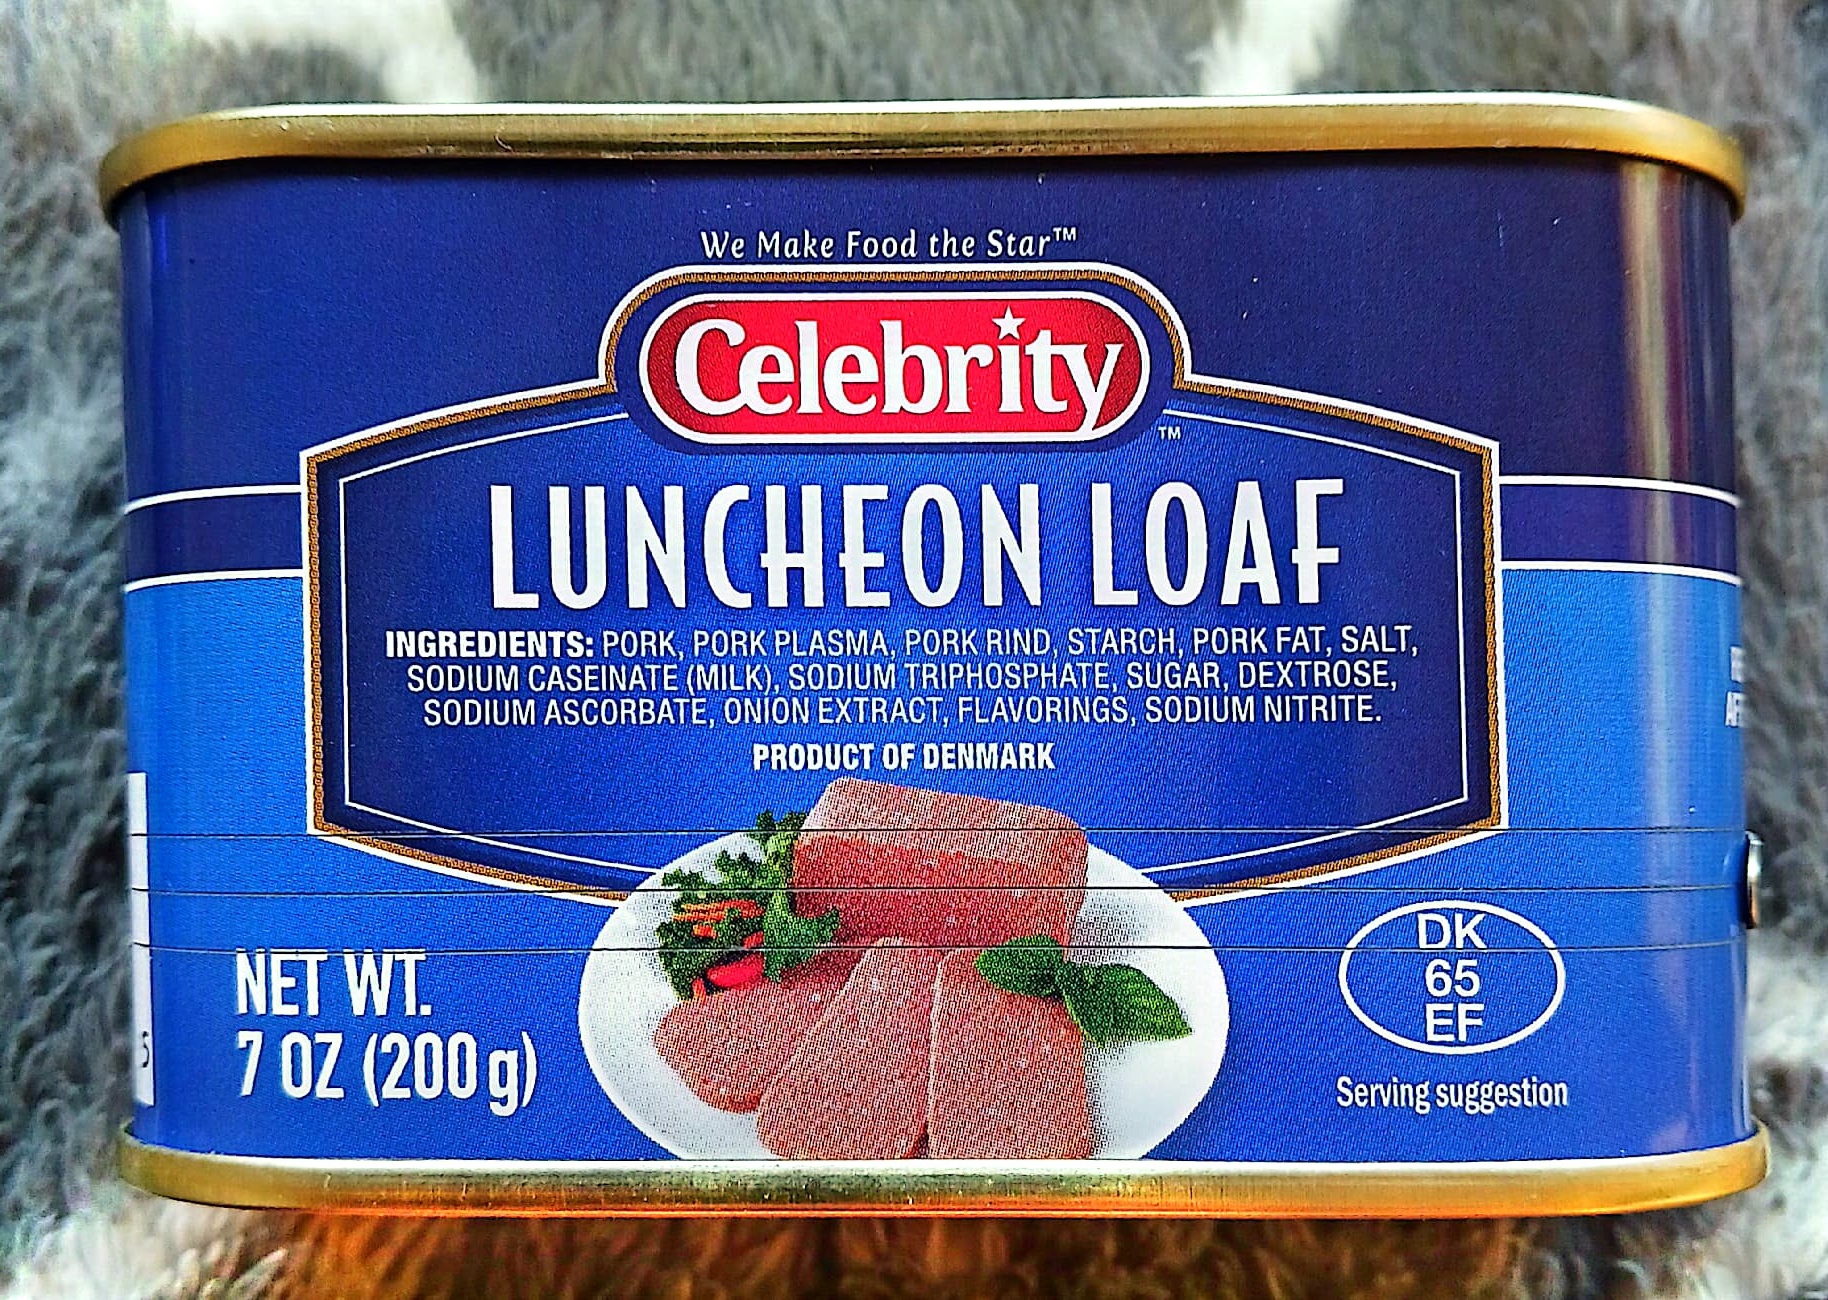 We Make Food the Star™
Celebrity
™
LUNCHEON LOAF
INGREDIENTS: PORK, PORK PLASMA, PORK RIND, STARCH, PORK FAT, SALT,
SODIUM CASEINATE (MILK), SODIUM TRIPHOSPHATE, SUGAR, DEXTROSE,
SODIUM ASCORBATE, ONION EXTRACT, FLAVORINGS, SODIUM NITRITE.
PRODUCT OF DENMARK
NET WT.
7 OZ (200 g)
DK
65
EF
Serving suggestion
5